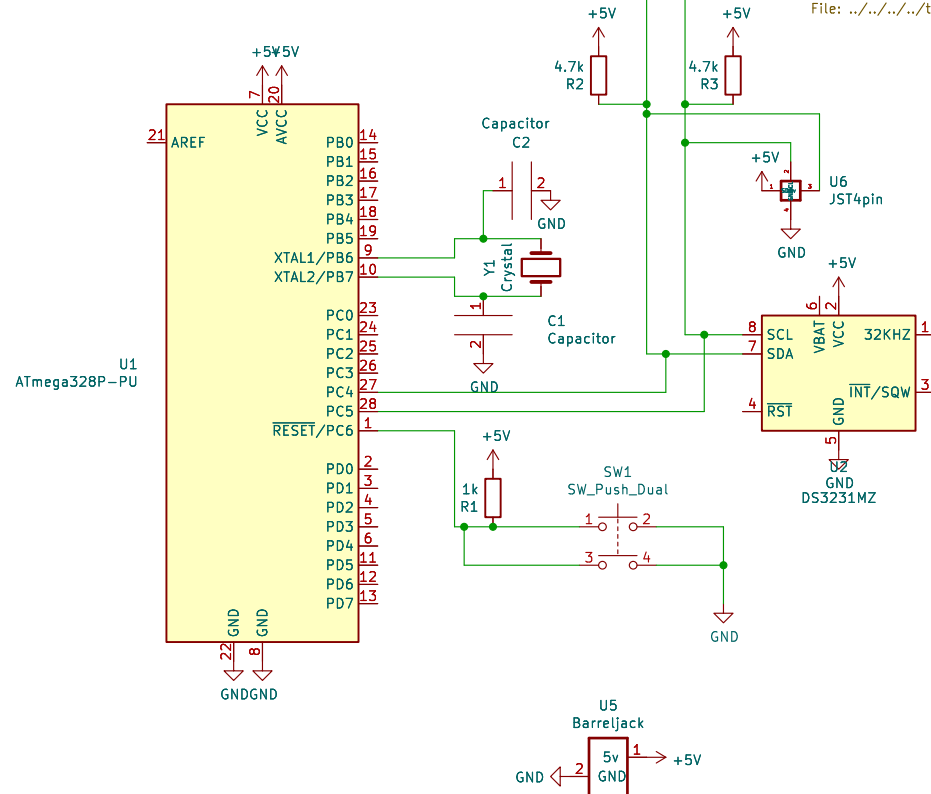 File: ../../../../t
+5V
+5V
4.7k
R2
4.7k
R3
+5V
+5V
7
20
VCC
AVCC
21
AREF
PB0
14
PB1
15
PB2
16
PB3
17
PB4
18
PB5
19
XTAL1/PB6
9
XTAL2/PB7
10
PC0
23
PC1
24
PC2
25
PC3
26
PC4
27
PC5
28
RESET/PC6
1
PD0
2
PD1
3
PD2
4
PD3
5
PD4
6
PD5
11
PD6
12
PD7
13
U1
ATmega328P-PU
GND
GND
22
8
GND
GND
Capacitor
C2
1
2
GND
Y1
Crystal
1
2
C1
Capacitor
GND
+5V
1
2
3
4
U6
JST4pin
GND
+5V
6
2
VBAT
VCC
8
SCL
7
SDA
4
RST
32KHZ
1
INT/SQW
3
GND
5
U2
GND
DS3231MZ
+5V
1k
R1
SW1
SW_Push_Dual
1
2
3
4
GND
U5
Barreljack
5v
1
+5V
GND
2
GND